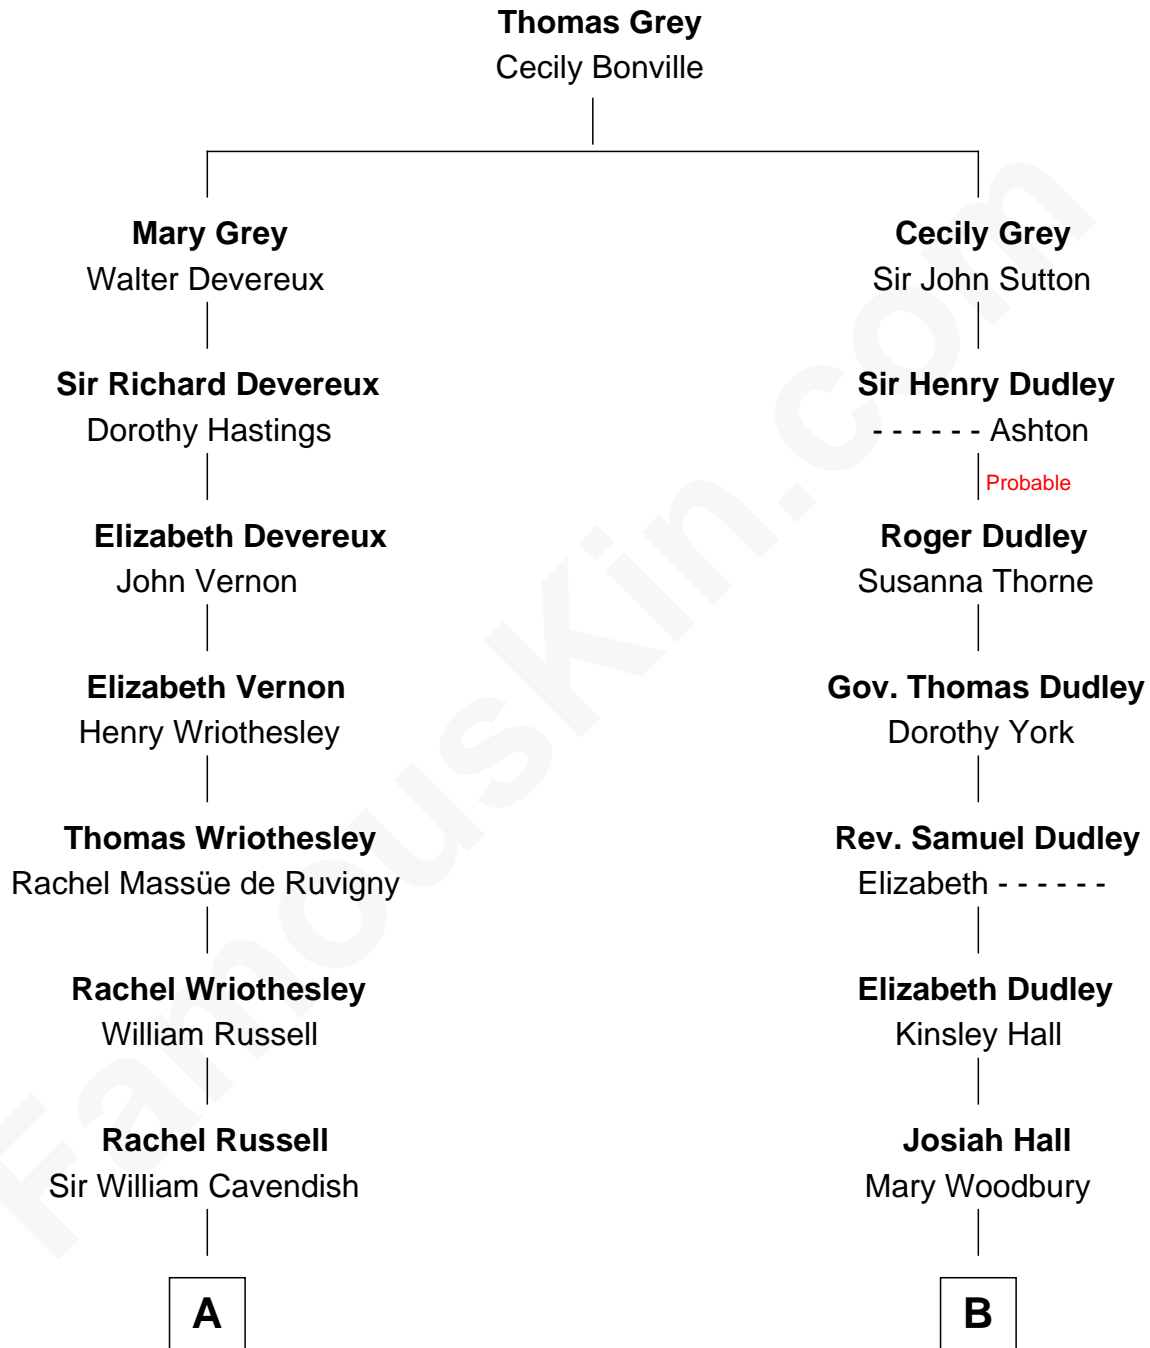 Thomas Grey
Cecily Bonville
Mary Grey
Walter Devereux
Cecily Grey
Sir John Sutton
Sir Richard Devereux
Dorothy Hastings
Sir Henry Dudley
- - - - - - Ashton
Probable
Elizabeth Devereux
John Vernon
Roger Dudley
Susanna Thorne
Elizabeth Vernon
Henry Wriothesley
Gov. Thomas Dudley
Dorothy York
Thomas Wriothesley
Rachel Massüe de Ruvigny
Rev. Samuel Dudley
Elizabeth - - - - - -
Rachel Wriothesley
William Russell
Elizabeth Dudley
Kinsley Hall
Rachel Russell
Sir William Cavendish
Josiah Hall
Mary Woodbury
A
B
FamousKin.com